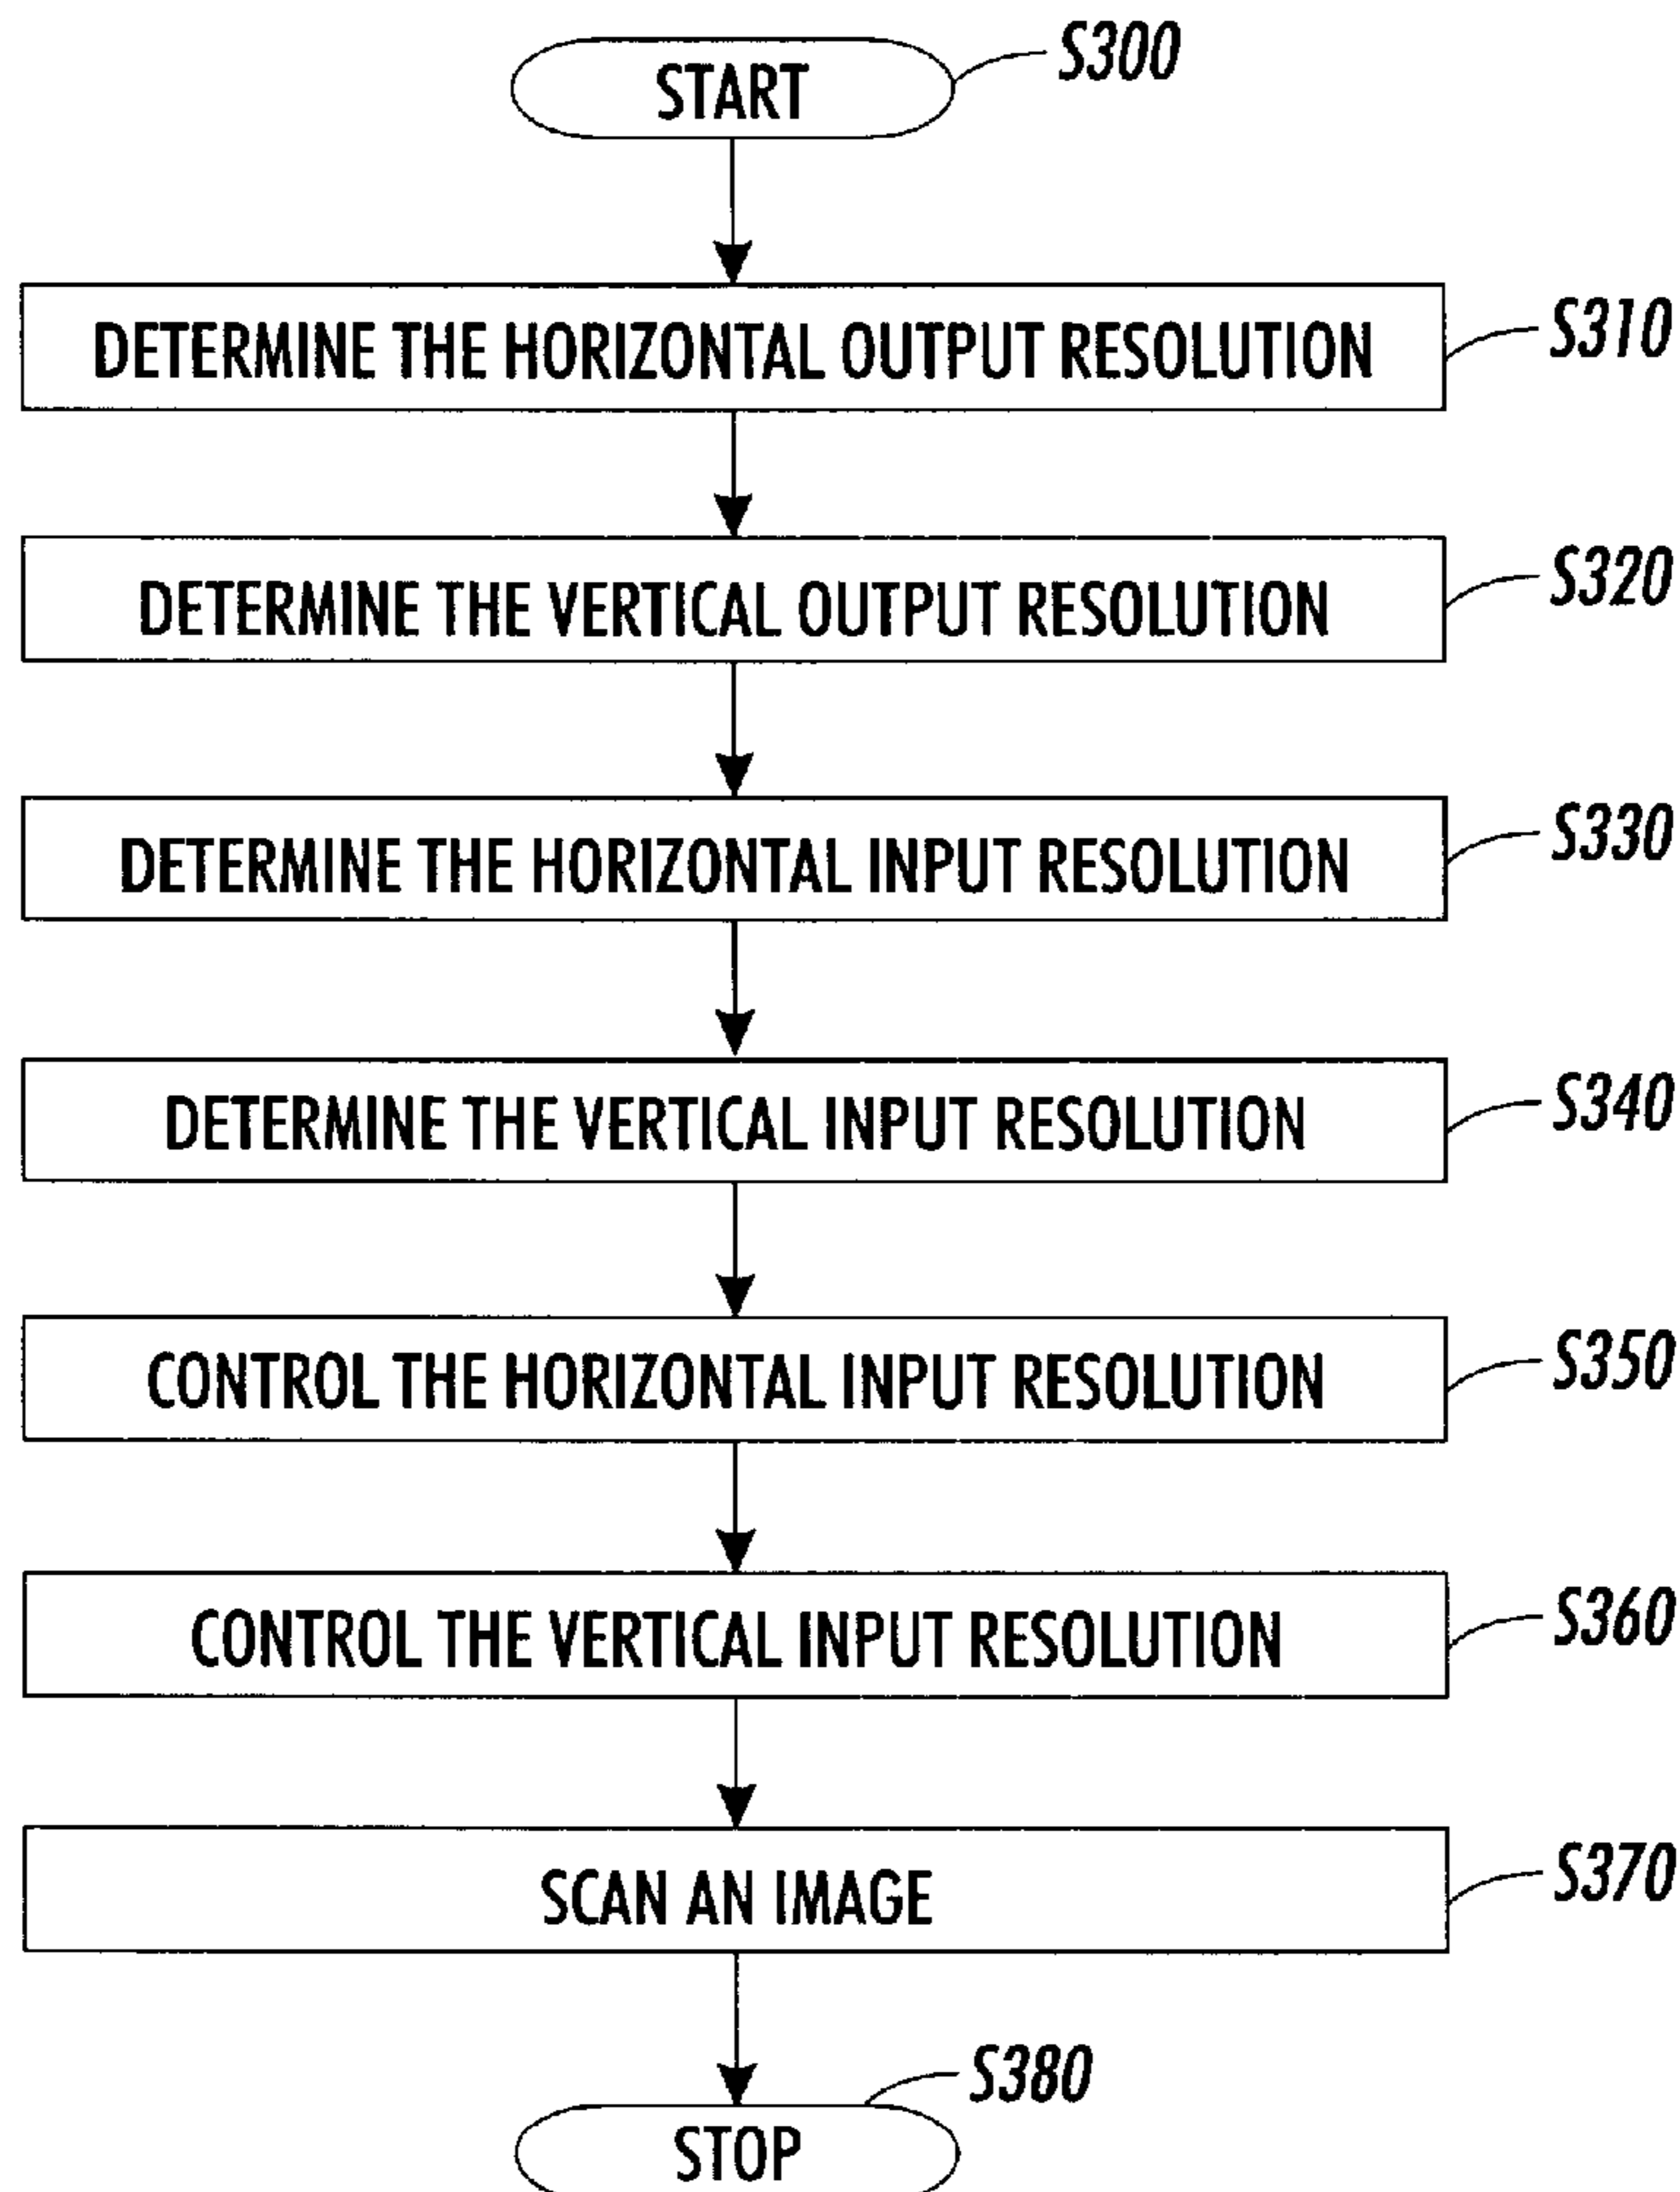 START
S300
DETERMINE THE HORIZONTAL OUTPUT RESOLUTION
S310
DETERMINE THE VERTICAL OUTPUT RESOLUTION
S320
DETERMINE THE HORIZONTAL INPUT RESOLUTION
S330
DETERMINE THE VERTICAL INPUT RESOLUTION
S340
CONTROL THE HORIZONTAL INPUT RESOLUTION
S350
CONTROL THE VERTICAL INPUT RESOLUTION
S360
SCAN AN IMAGE
S370
S380
STOP